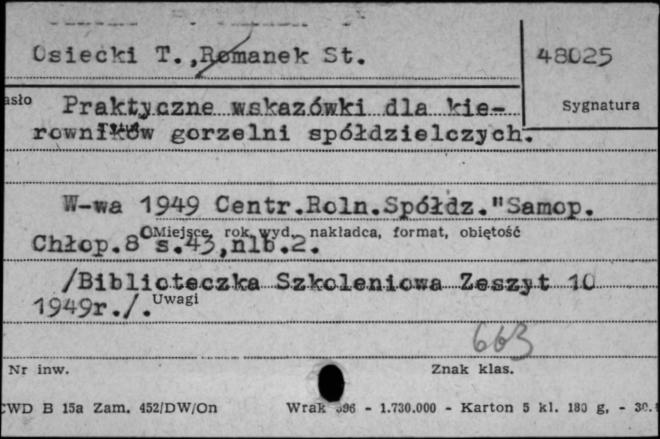 Osiecki T., Romanek St.
48025
asło
Praktyczne wskazówki dla kie-
Sygnatura
rowników gorzelni spółdzielczych.
W-wa 1949 Centr.Roln.Spółdz."Samop.
Miejsce, rok, wyd., nakładca, format, objętość
Chłop.8° s.43,nlb.2.
/Biblioteczka Szkoleniowa Zeszyt 10
1949r./.
Uwagi
663
Nr inw.
Znak klas.
CWD B 15a Zam. 452/DW/On Wrak 396 - 1.730.000 - Karton 5 kl. 180 g, - 30.